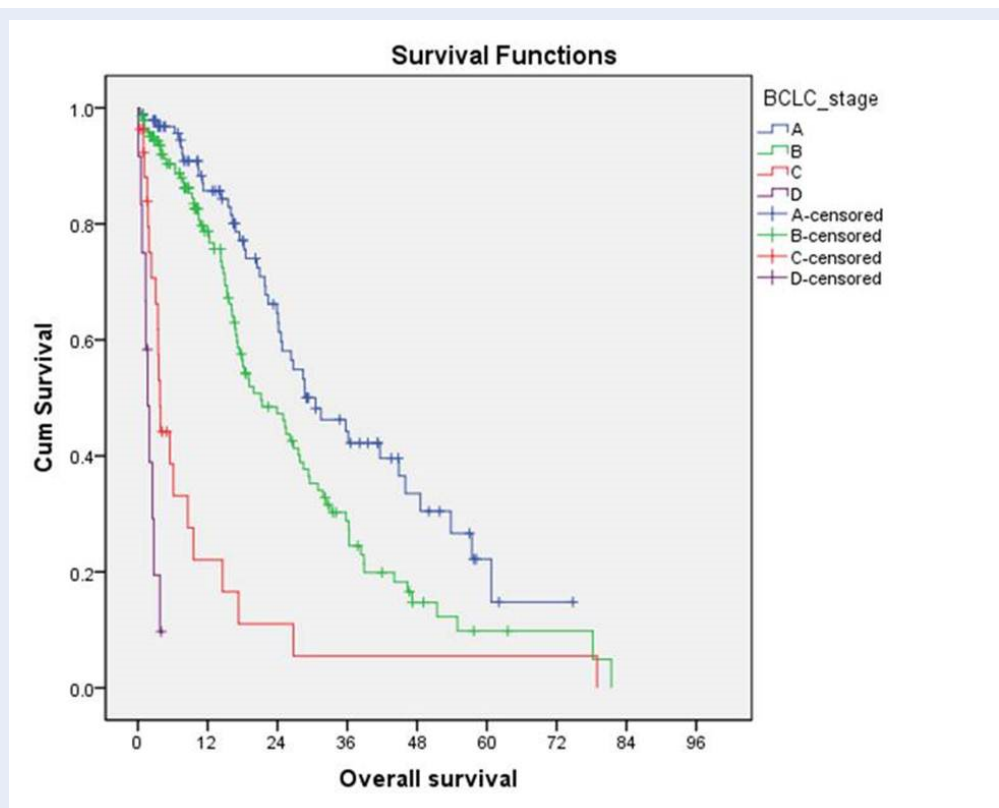 Survival Functions
Cum Survival
1.0
0.8
0.6
0.4
0.2
0.0
0 12 24 36 48 60 72 84 96
Overall survival
BCLC_stage
A
B
C
D
A-censored
B-censored
C-censored
D-censored